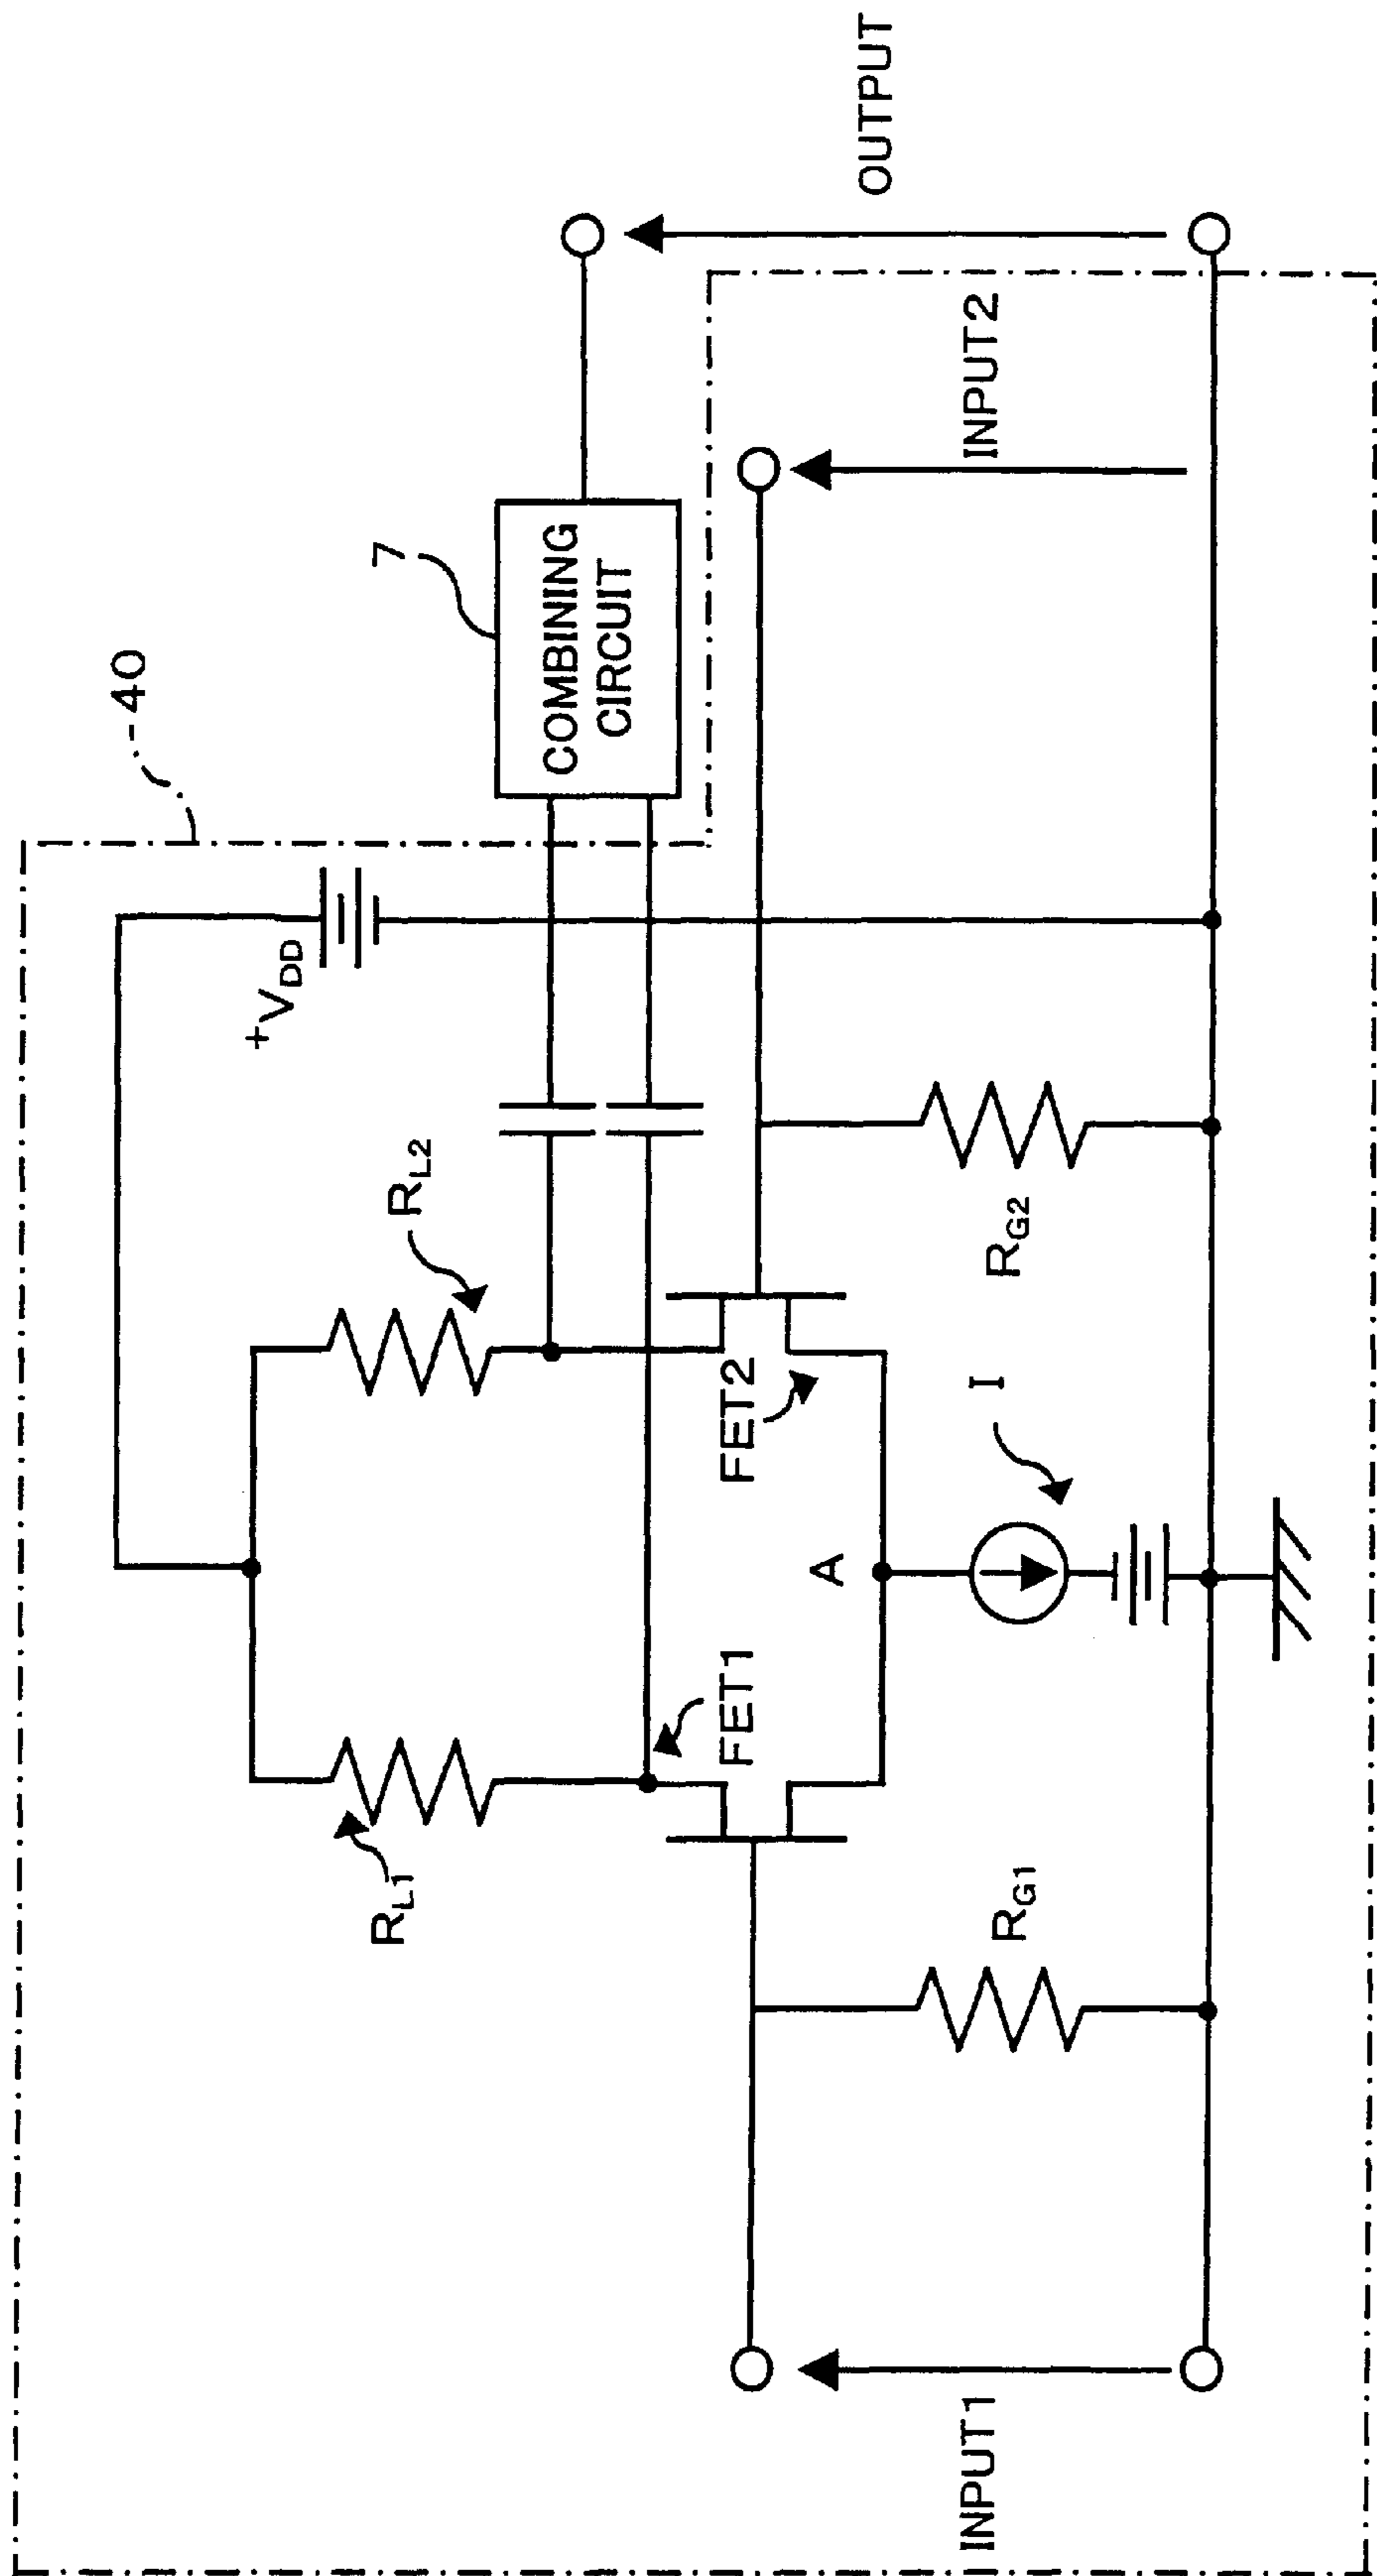 40
+VDD
7
COMBINING
CIRCUIT
OUTPUT
RL1
RL2
FET1
FET2
A
I
INPUT1
RG1
RG2
INPUT2